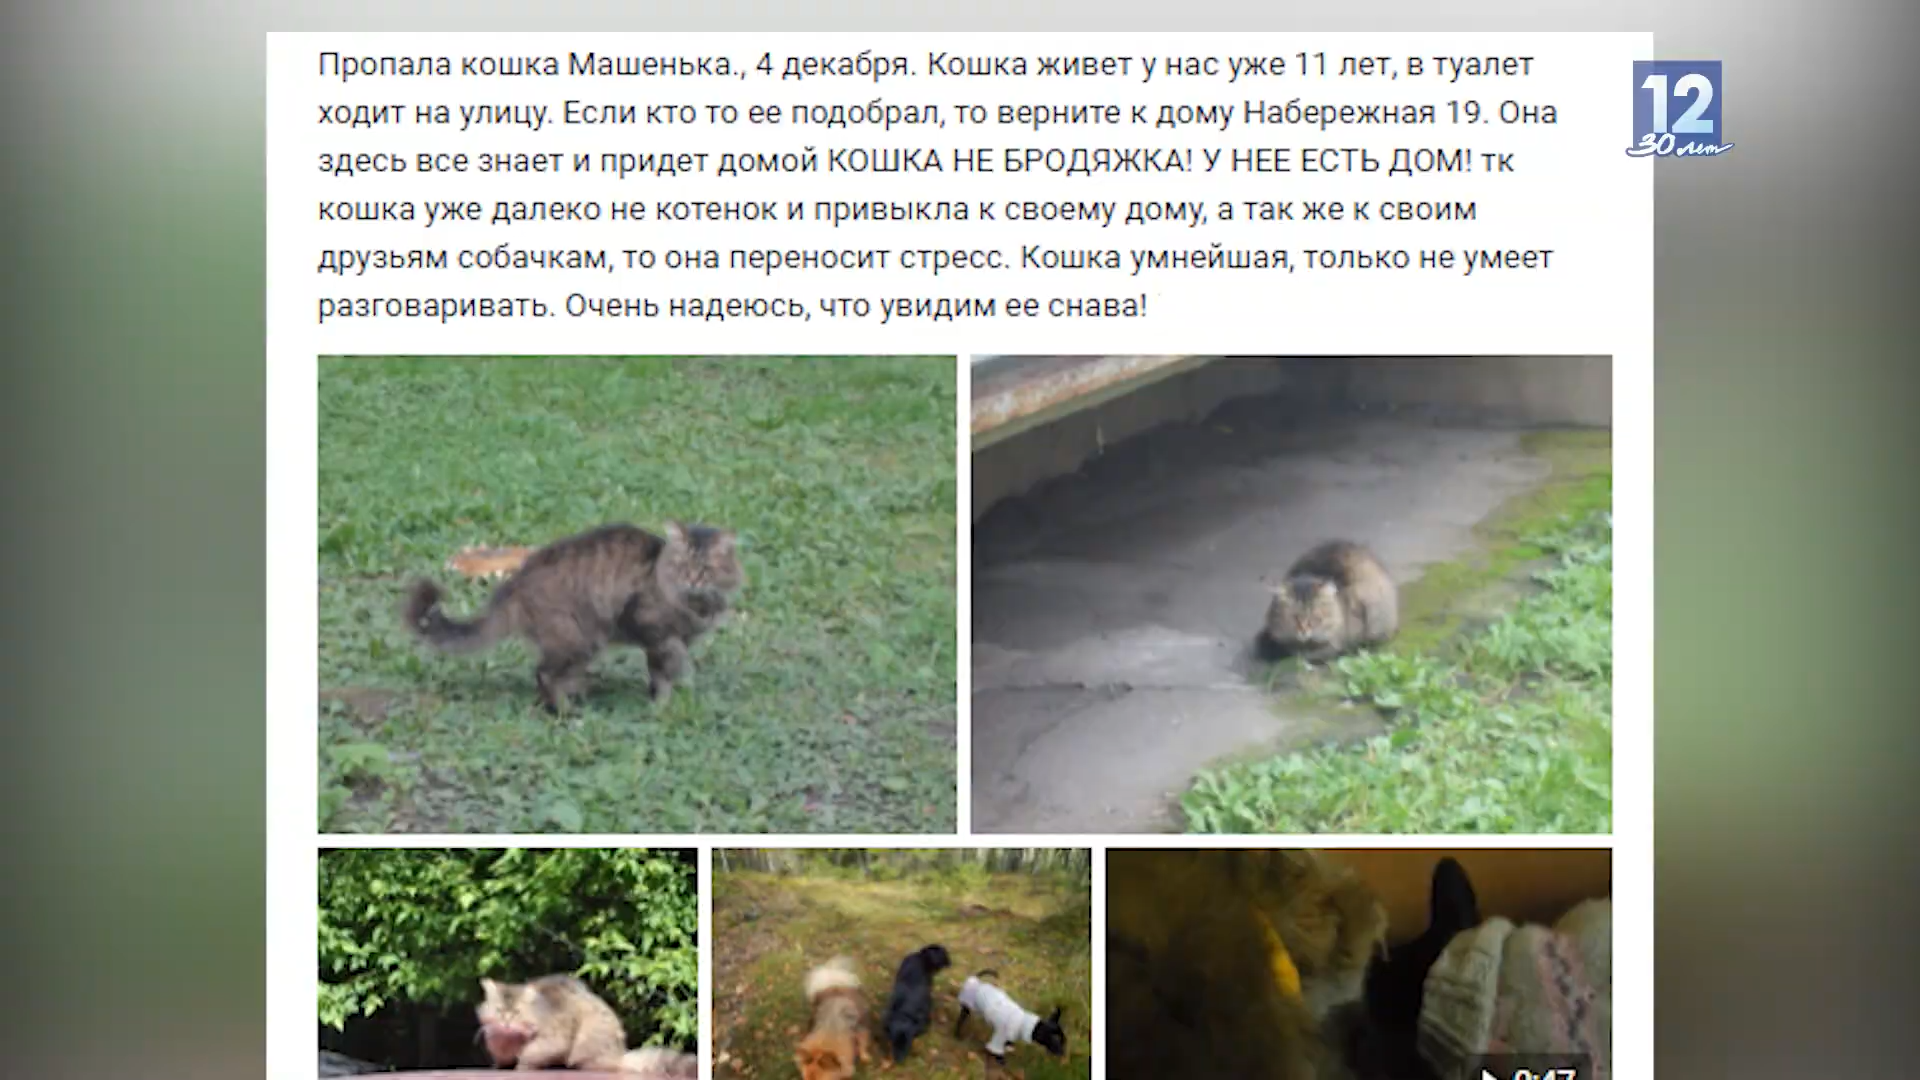 Пропала кошка Машенька., 4 декабря. Кошка живет у нас уже 11 лет, в туалет
ходит на улицу. Если кто то ее подобрал, то верните к дому Набережная 19. Она
здесь все знает и придет домой КОШКА НЕ БРОДЯЖКА! У НЕЕ ЕСТЬ ДОМ! тк
кошка уже далеко не котенок и привыкла к своему дому, а так же к своим
друзьям собачкам, то она переносит стресс. Кошка умнейшая, только не умеет
разговаривать. Очень надеюсь, что увидим ее снава!
12
30 лет
0:47